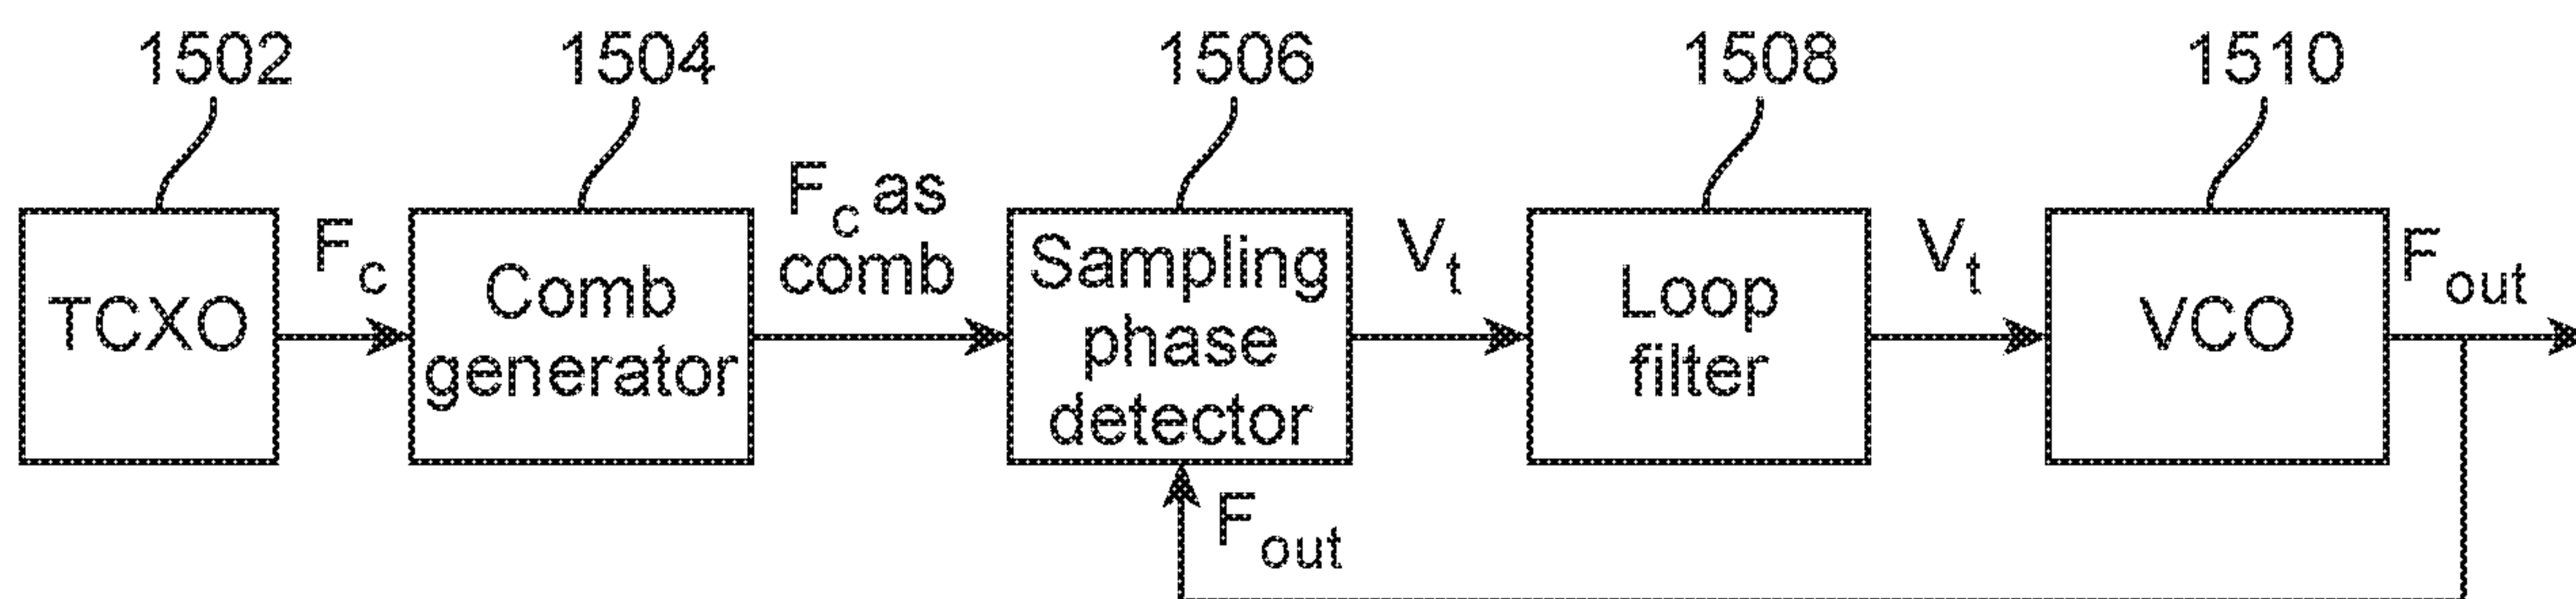 1502
1504
1506
1508
1510
TCXO
Fc
Comb
generator
Fc as
comb
Sampling
phase
detector
Vt
Loop
filter
Vt
VCO
Fout
Fout